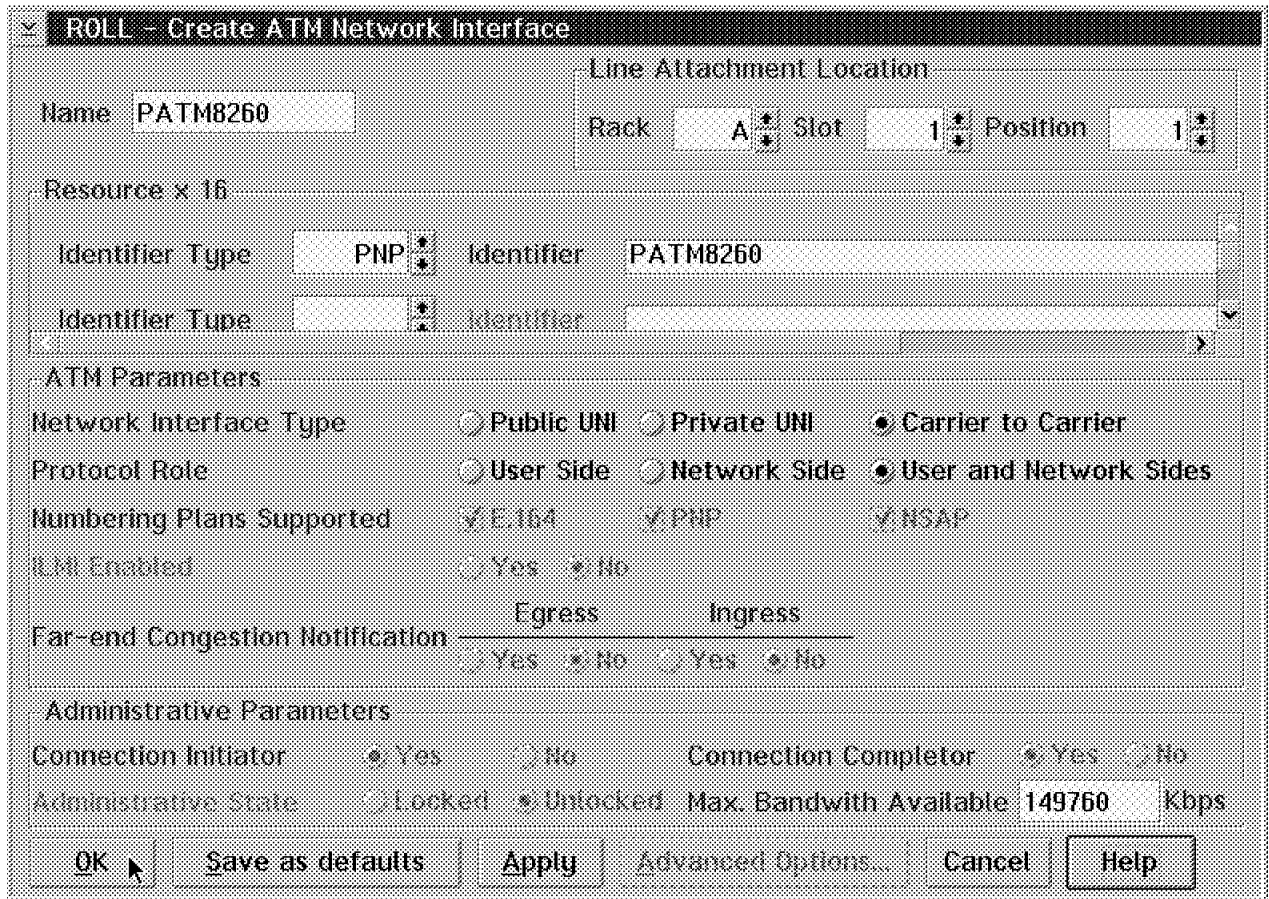 ROLL - Create ATM Network Interface
Line Attachment Location
Name PATM8260
Rack A Slot 1 Position 1
Resource x 16
Identifier Type PNP Identifier PATM8260
Identifier Type Identifier
ATM Parameters
Network Interface Type Public UNI Private UNI Carrier to Carrier
Protocol Role User Side Network Side User and Network Sides
Numbering Plans Supported E.164 PNP NSAP
ILMI Enabled Yes No
Egress Ingress
Far-end Congestion Notification Yes No Yes No
Administrative Parameters
Connection Initiator Yes No Connection Completor Yes No
Administrative State Locked Unlocked Max. Bandwith Available 149760 Kbps
OK Save as defaults Apply Advanced Options... Cancel Help